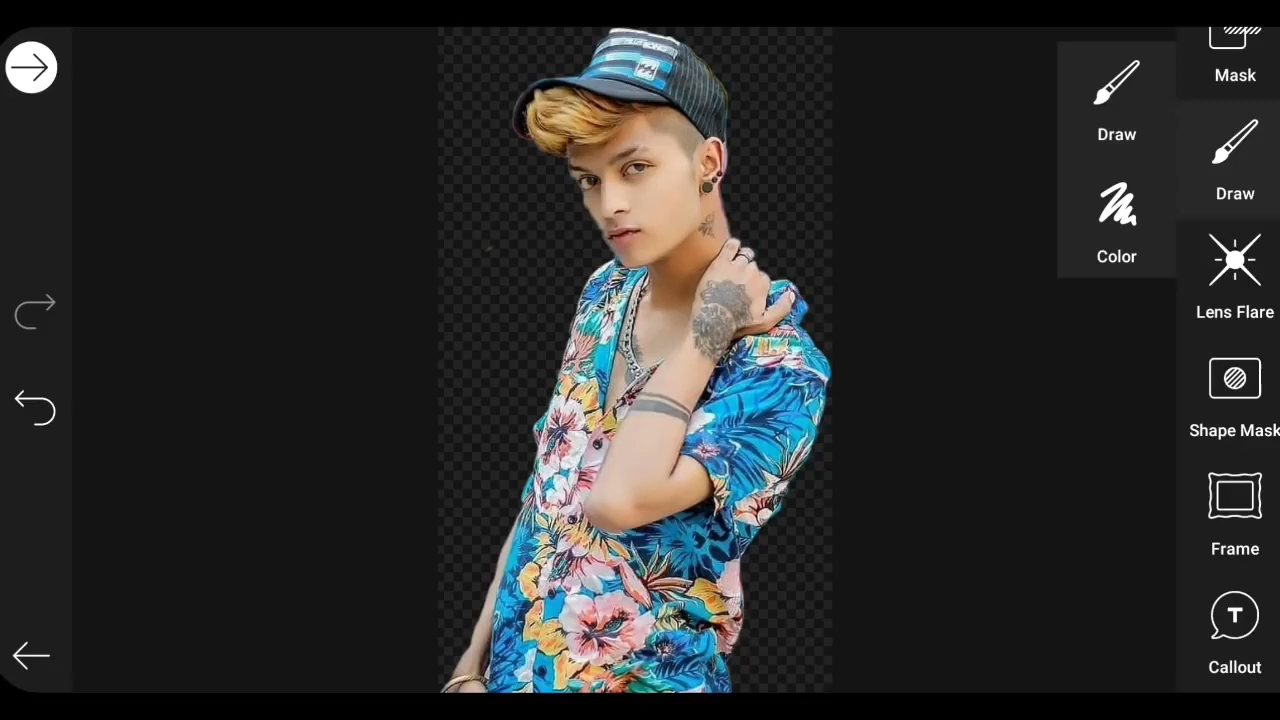 Mask
Draw
Color
Draw
Lens Flare
Shape Mask
Frame
T
Callout